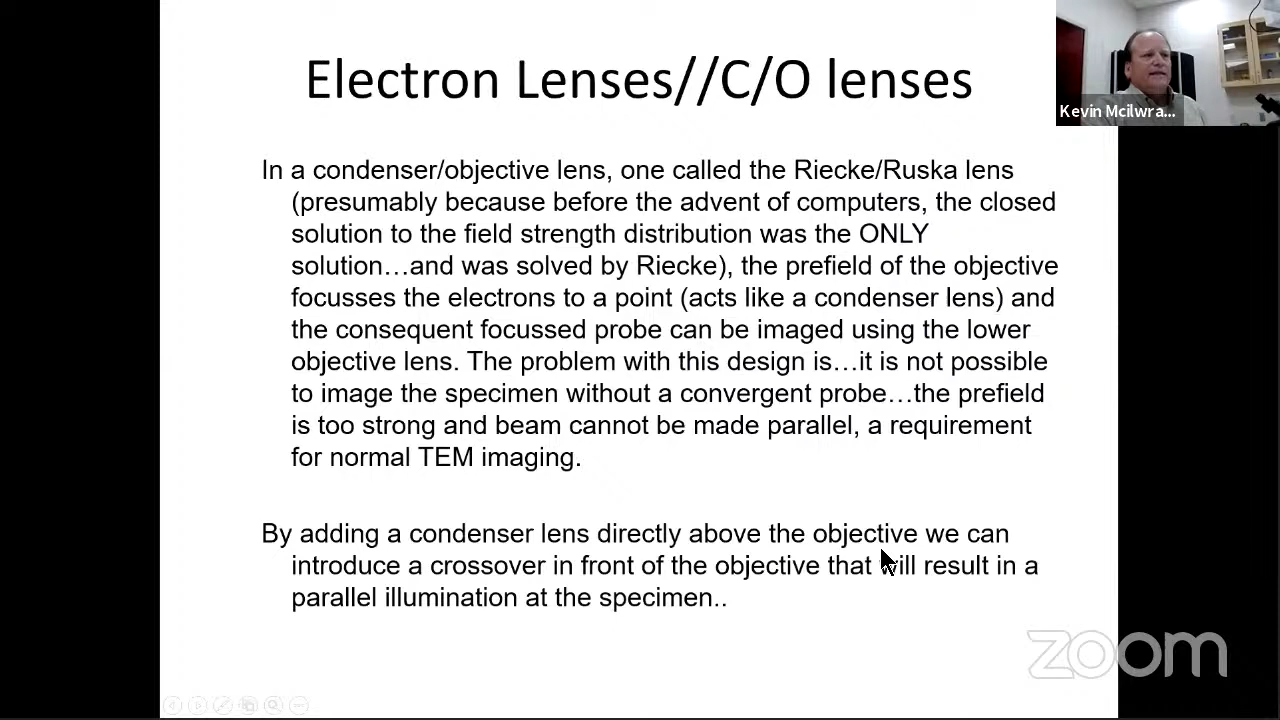 Electron Lenses//C/O lenses
Kevin Mcilwra...
In a condenser/objective lens, one called the Riecke/Ruska lens
(presumably because before the advent of computers, the closed
solution to the field strength distribution was the ONLY
solution…and was solved by Riecke), the prefield of the objective
focusses the electrons to a point (acts like a condenser lens) and
the consequent focussed probe can be imaged using the lower
objective lens. The problem with this design is…it is not possible
to image the specimen without a convergent probe…the prefield
is too strong and beam cannot be made parallel, a requirement
for normal TEM imaging.
By adding a condenser lens directly above the objective we can
introduce a crossover in front of the objective that will result in a
parallel illumination at the specimen..
zoom